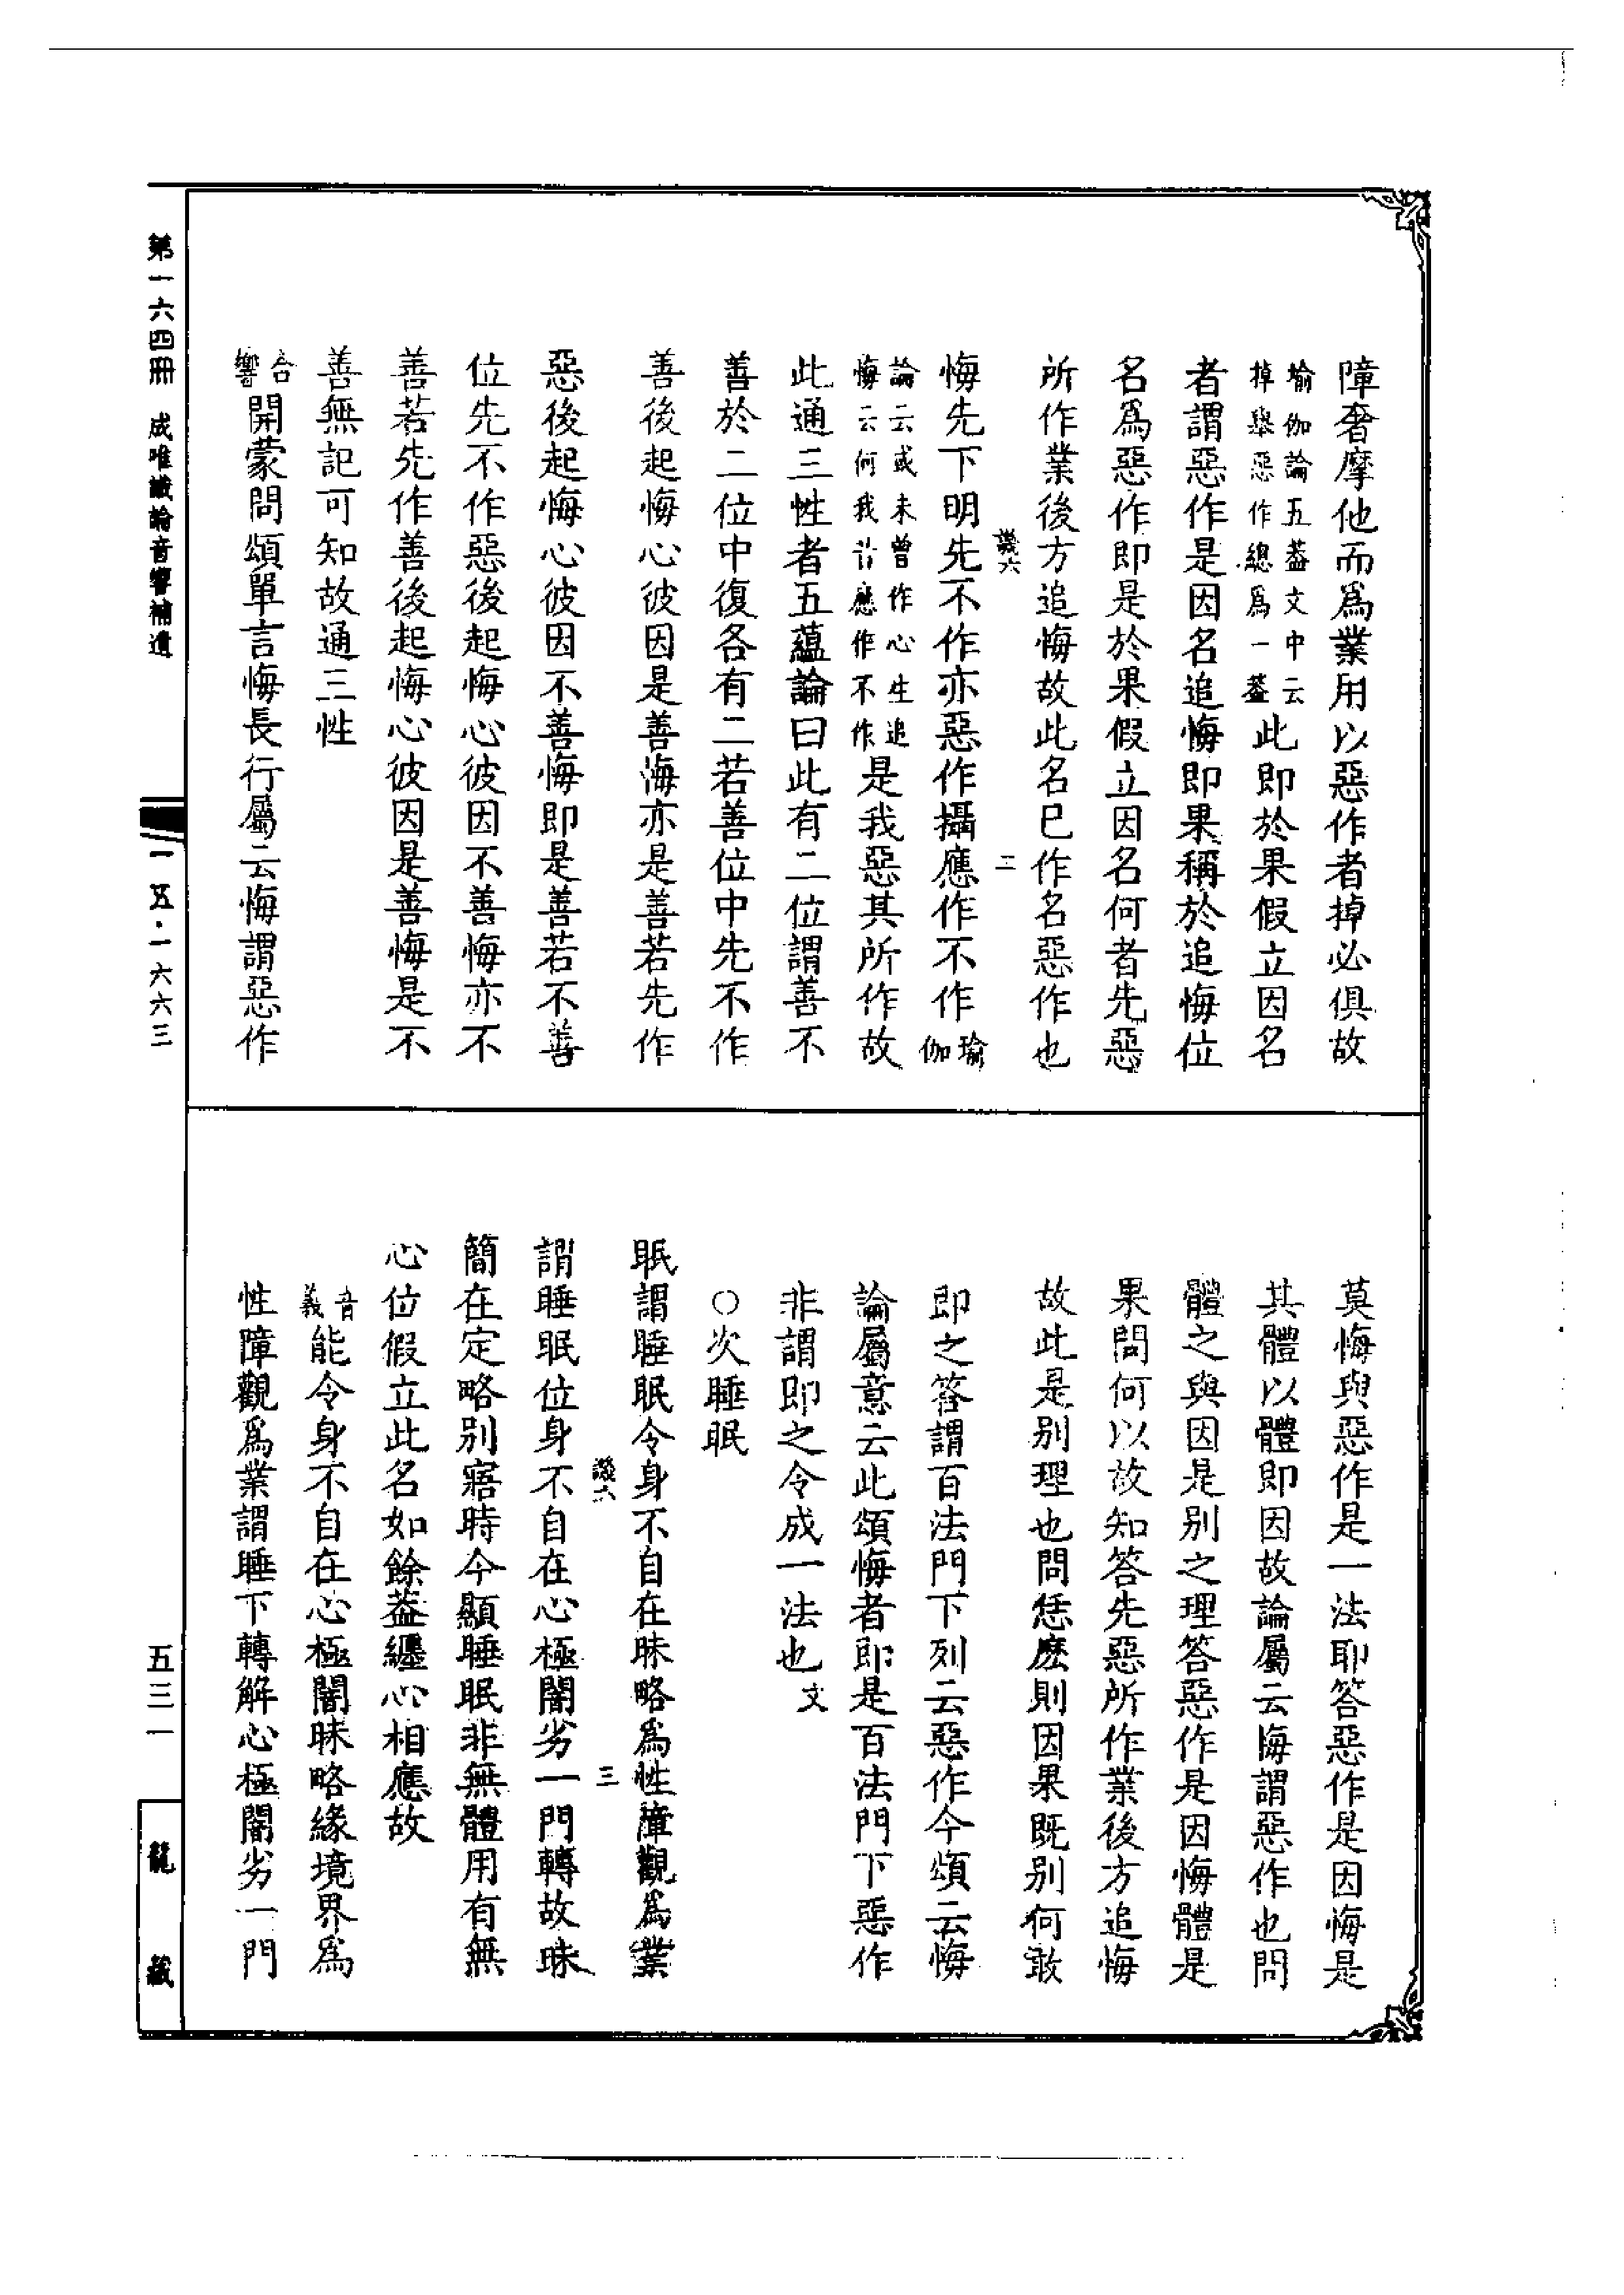 障奢摩他而爲業用以惡作者掉必俱故
瑜伽論五葢文中云
掉舉惡作總爲一葢
此即於果假立因名
者謂惡作是因名追悔即果稱於追悔位
名爲惡作即是於果假立因名何者先惡
所作業後方追悔故此名已作名惡作也
譏六
二
悔先下明先不作亦惡作攝應作不作
瑜
伽
論云或未曾作心生追
悔云何我昔應作不作
是我惡其所作故
此通三性者五蘊論曰此有二位謂善不
善於二位中復各有二若善位中先不作
善後起悔心彼因是善悔亦是善若先作
惡後起悔心彼因不善悔即是善若不善
位先不作惡後起悔心彼因不善悔亦不
善若先作善後起悔心彼因是善悔是不
善無記可知故通三性
合
響
開蒙問頌單言悔長行屬云悔謂惡作
莫悔與惡作是一法耶答惡作是因悔是
其體以體即因故論屬云悔謂惡作也問
體之與因是別之理答惡作是因悔體是
果問何以故知答先惡所作業後方追悔
故此是別理也問恁麽則因果既別何敢
即之答謂百法門下列云惡作今頌云悔
論屬意云此頌悔者即是百法門下惡作
非謂即之令成一法也文
○次睡眠
眠謂睡眠令身不自在昧略爲性障觀爲業
譏六
三
謂睡眠位身不自在心極闇劣一門轉故昧
簡在定略別寤時今顯睡眠非無體用有無
心位假立此名如餘葢纏心相應故
音
義
能令身不自在心極闇昧略緣境界爲
性障觀爲業謂睡下轉解心極闇劣一門
第一六四冊　成唯識論音響補遺
一五·一六六三
五三一
龍藏